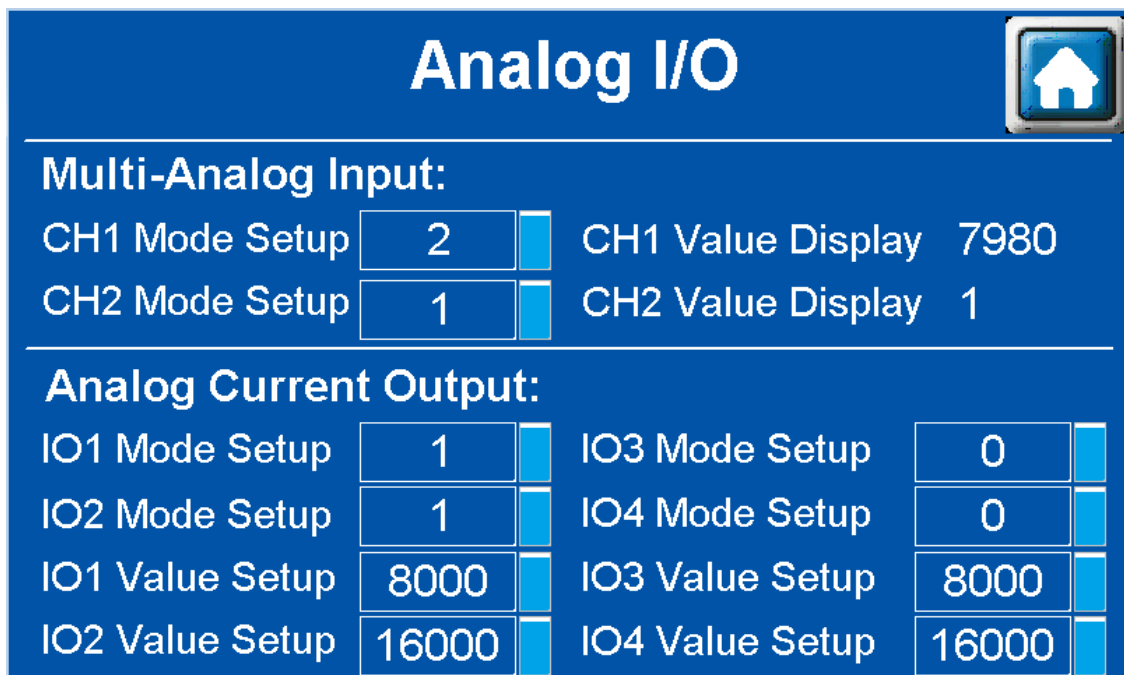 Analog I/O
Multi-Analog Input:
CH1 Mode Setup 2 CH1 Value Display 7980
CH2 Mode Setup 1 CH2 Value Display 1
Analog Current Output:
IO1 Mode Setup 1 IO3 Mode Setup 0
IO2 Mode Setup 1 IO4 Mode Setup 0
IO1 Value Setup 8000 IO3 Value Setup 8000
IO2 Value Setup 16000 IO4 Value Setup 16000